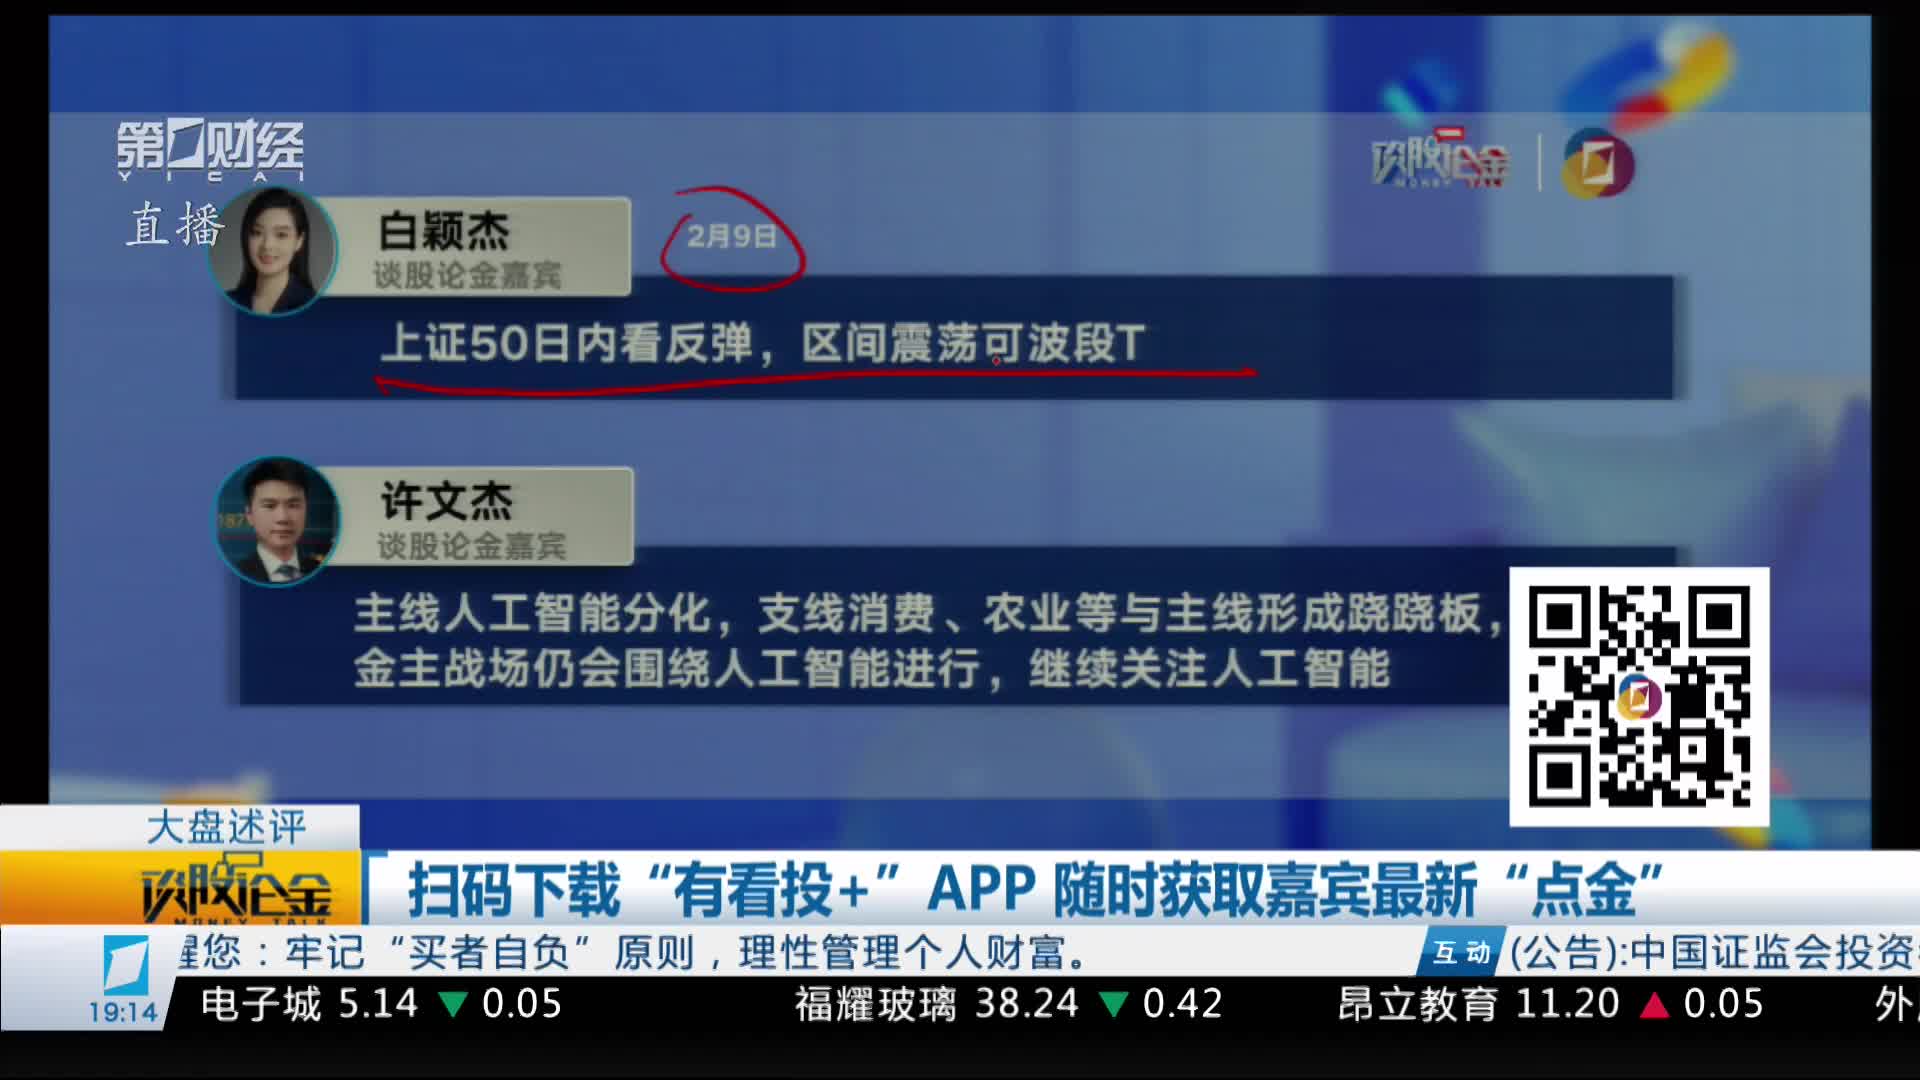 第一财经
YICAI
直播
谈股论金
MONEY TALK
白颖杰
谈股论金嘉宾
2月9日
上证50日内看反弹，区间震荡可波段T
许文杰
谈股论金嘉宾
主线人工智能分化，支线消费、农业等与主线形成跷跷板，
金主战场仍会围绕人工智能进行，继续关注人工智能
大盘述评
谈股论金
MONEY TALK
扫码下载“有看投+”APP 随时获取嘉宾最新“点金”
醒您：牢记“买者自负”原则，理性管理个人财富。
互动 (公告):中国证监会投资
19:14
电子城 5.14 ▼ 0.05 福耀玻璃 38.24 ▼ 0.42 昂立教育 11.20 ▲ 0.05 外